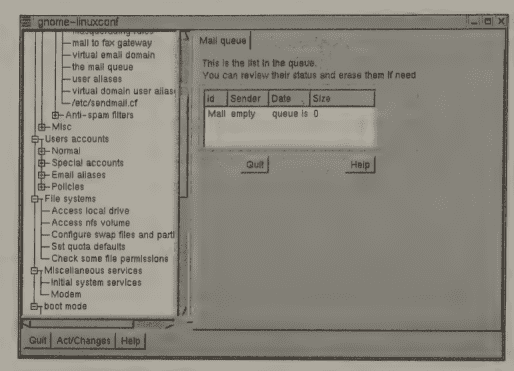 gnome-linuxconf
masquerading rules
mail to fax gateway
virtual email domain
the mail queue
user aliases
virtual domain user alias
/etc/sendmail.cf
Anti-spam filters
Misc
Users accounts
Normal
Special accounts
Email aliases
Policies
File systems
Access local drive
Access nfs volume
Configure swap files and parti
Set quota defaults
Check some file permissions
Miscellaneous services
Initial system services
Modem
boot mode
Mail queue
This is the list in the queue.
You can review their status and erase them if need
id Sender Date Size
Mail empty queue is 0
Quit Help
Quit Act/Changes Help